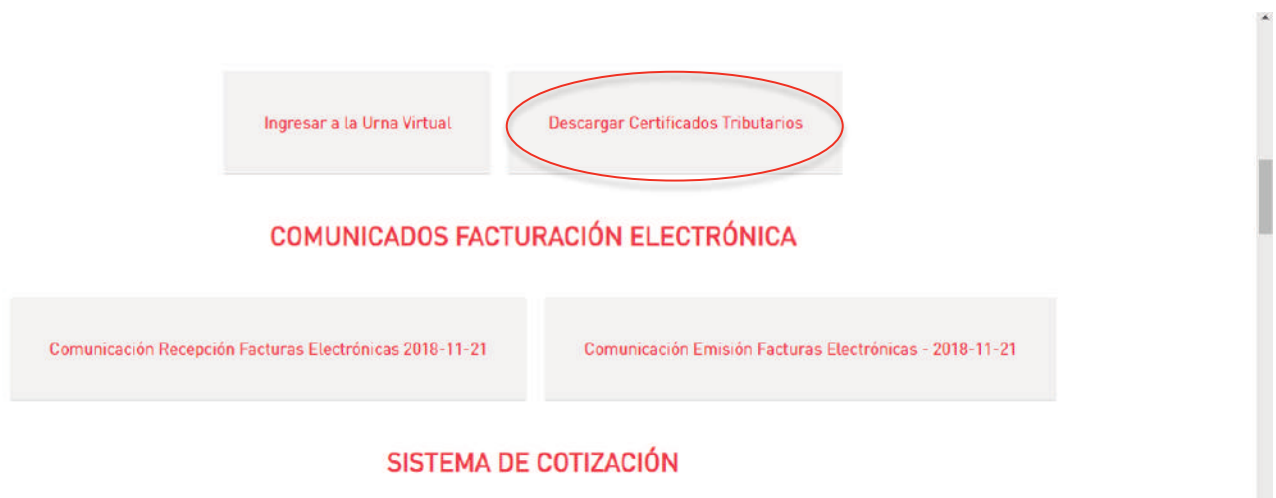 Ingresar a la Urna Virtual
Descargar Certificados Tributarios
COMUNICADOS FACTURACIÓN ELECTRÓNICA
Comunicación Recepción Facturas Electrónicas 2018-11-21
Comunicación Emisión Facturas Electrónicas - 2018-11-21
SISTEMA DE COTIZACIÓN